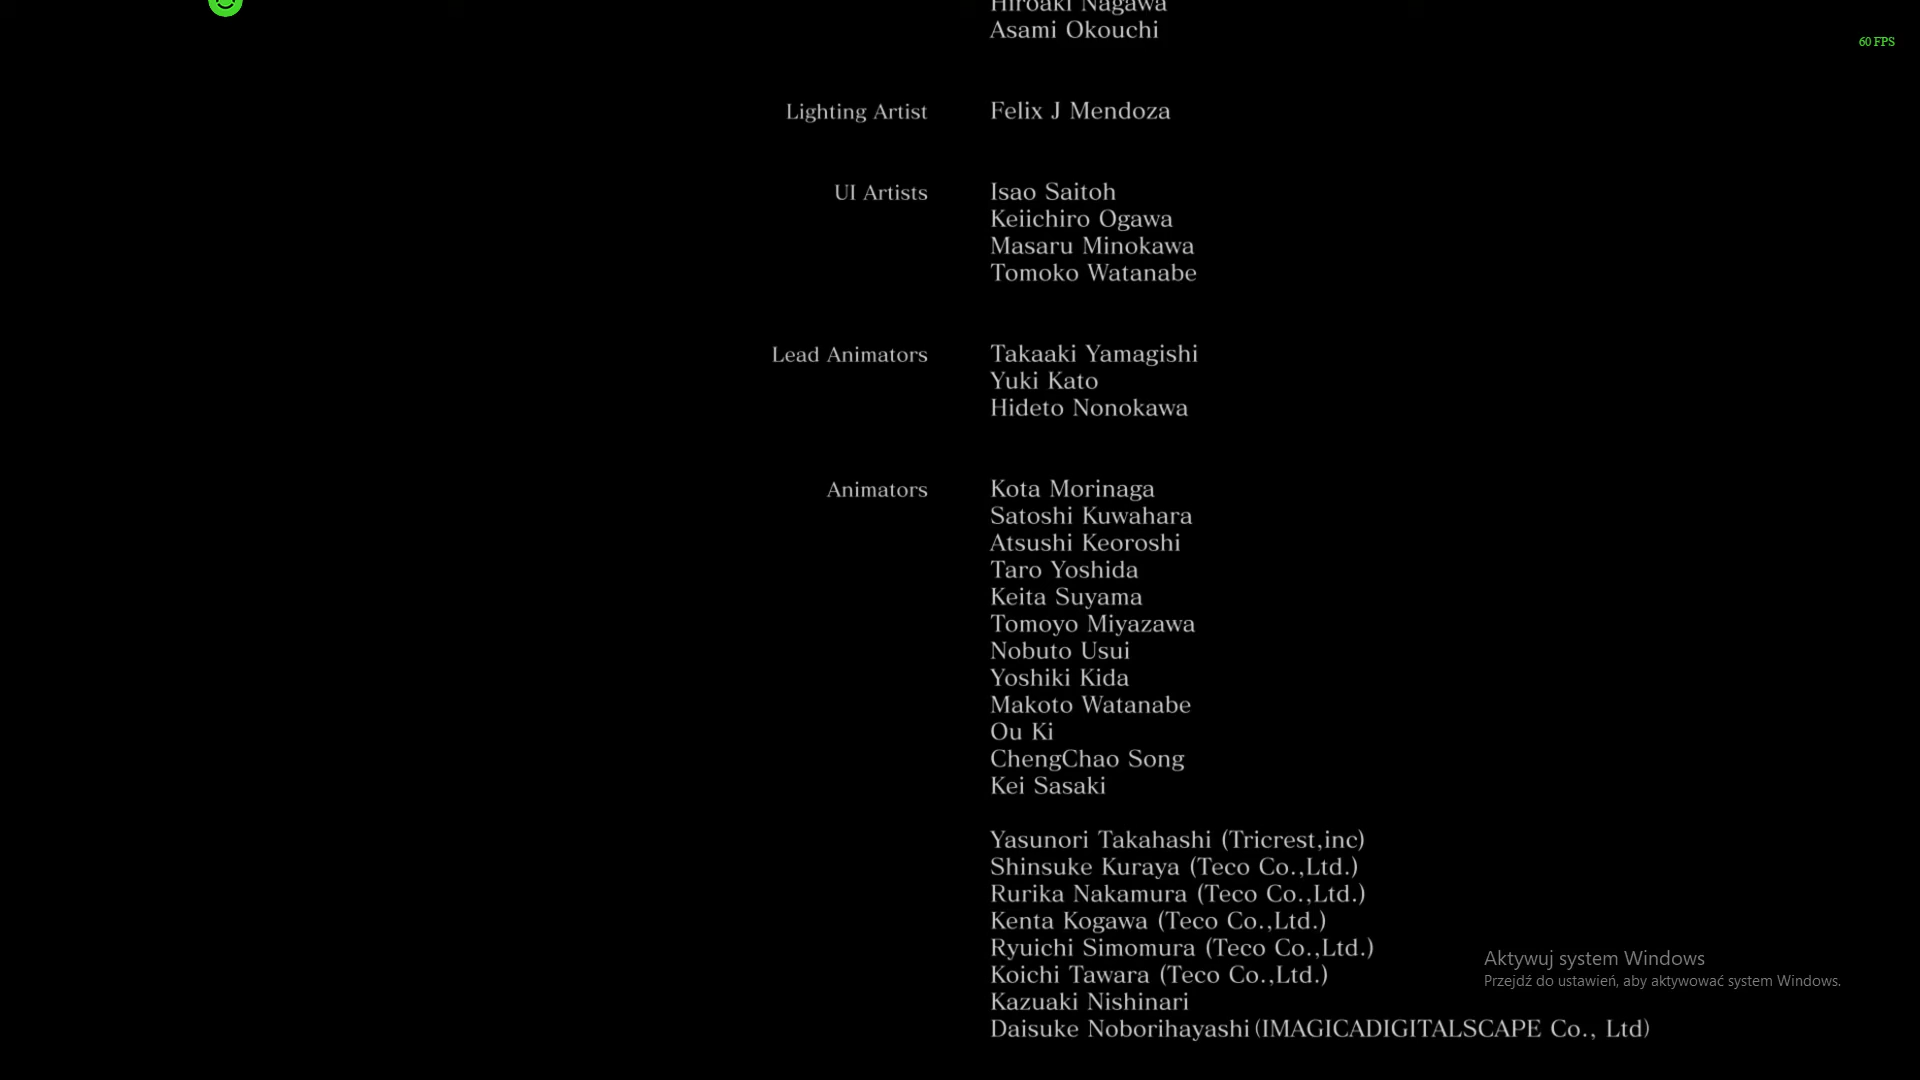 Hiroaki Nagawa
Asami Okouchi
60 FPS
Lighting Artist Felix J Mendoza
UI Artists Isao Saitoh
Keiichiro Ogawa
Masaru Minokawa
Tomoko Watanabe
Lead Animators Takaaki Yamagishi
Yuki Kato
Hideto Nonokawa
Animators Kota Morinaga
Satoshi Kuwahara
Atsushi Keoroshi
Taro Yoshida
Keita Suyama
Tomoyo Miyazawa
Nobuto Usui
Yoshiki Kida
Makoto Watanabe
Ou Ki
ChengChao Song
Kei Sasaki
Yasunori Takahashi (Tricrest,inc)
Shinsuke Kuraya (Teco Co.,Ltd.)
Rurika Nakamura (Teco Co.,Ltd.)
Kenta Kogawa (Teco Co.,Ltd.)
Ryuichi Simomura (Teco Co.,Ltd.)
Koichi Tawara (Teco Co.,Ltd.)
Kazuaki Nishinari
Daisuke Noborihayashi (IMAGICADIGITALSCAPE Co., Ltd)
Aktywuj system Windows
Przejdź do ustawień, aby aktywować system Windows.